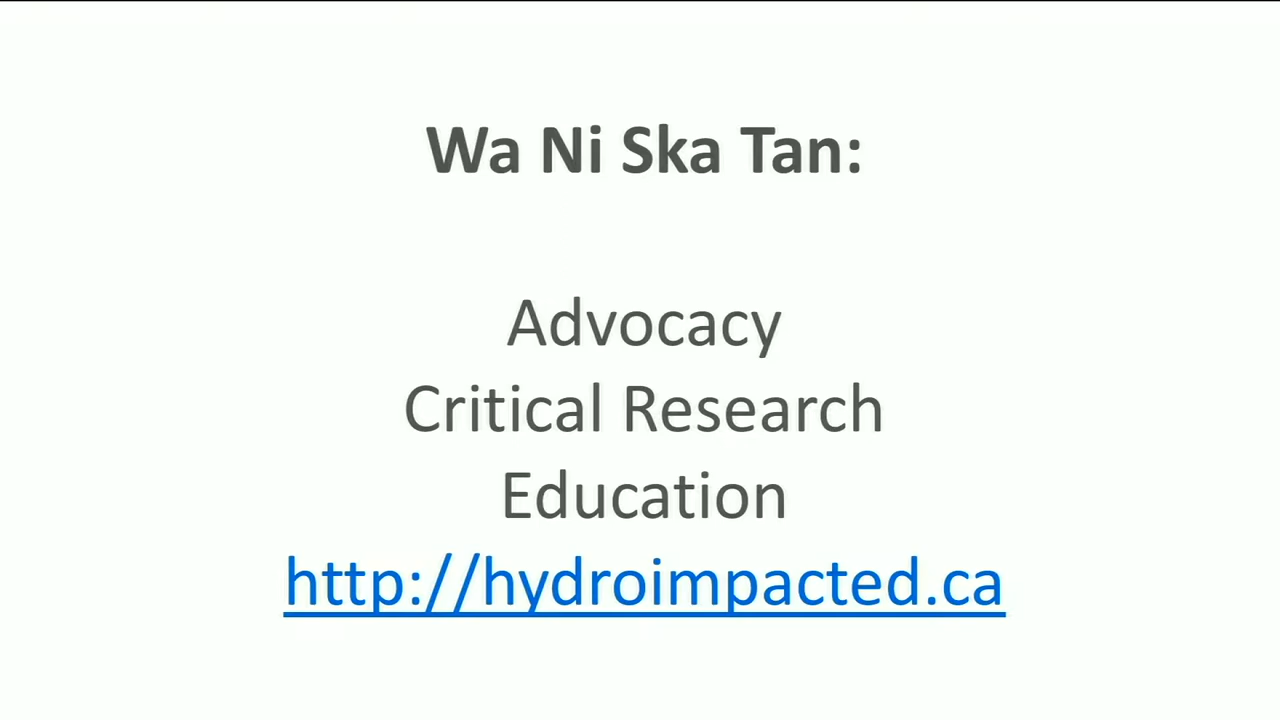 Wa Ni Ska Tan:
Advocacy
Critical Research
Education
http://hydroimpacted.ca